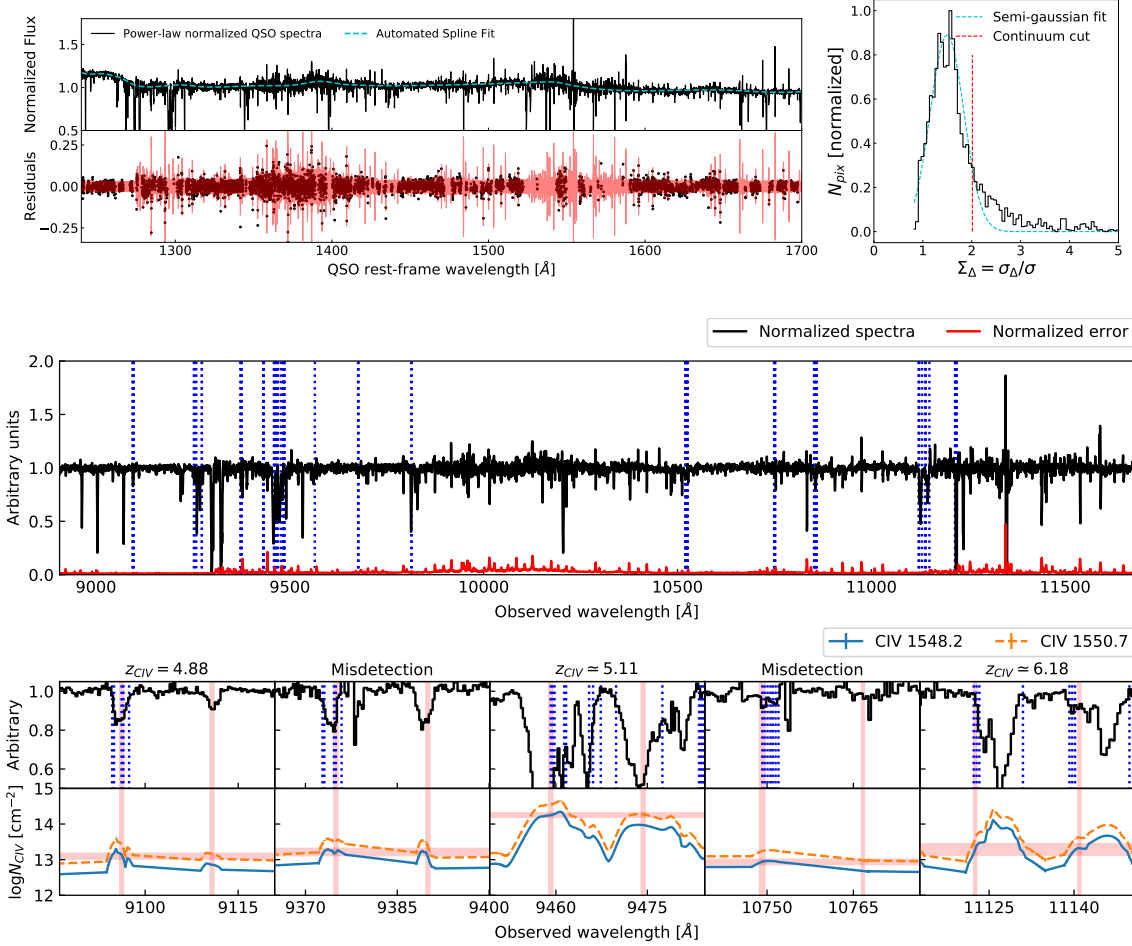 Power-law normalized QSO spectra
Automated Spline Fit
Normalized Flux
1.5
1.0
0.5
Residuals
0.25
0.00
−0.25
1300
1400
1500
1600
1700
QSO rest-frame wavelength [Å]
Semi-gaussian fit
Continuum cut
N_pix [normalized]
1.0
0.8
0.6
0.4
0.2
0.0
0
1
2
3
4
5
Σ_Δ = σ_Δ/σ
Normalized spectra
Normalized error
Arbitrary units
2.0
1.5
1.0
0.5
0.0
9000
9500
10000
10500
11000
11500
Observed wavelength [Å]
CIV 1548.2
CIV 1550.7
z_CIV = 4.88
Misdetection
z_CIV ≃ 5.11
Misdetection
z_CIV ≃ 6.18
Arbitrary
1.0
0.8
0.6
logN_CIV [cm⁻²]
15
14
13
12
9100
9115
9370
9385
9400
9460
9475
10750
10765
11125
11140
Observed wavelength [Å]